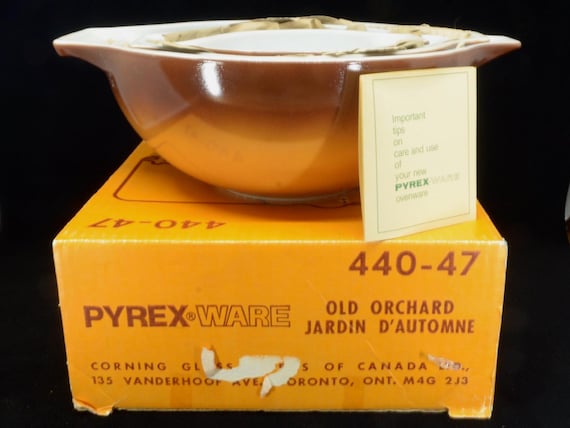 Important
tips
on
care and use
of
your new
PYREX WARE
ovenware
440-47
440-47
PYREX® WARE
OLD ORCHARD
JARDIN D'AUTOMNE
CORNING OF CANADA
135 VANDERHOOF AVE. TORONTO, ONT. M4G 2J3